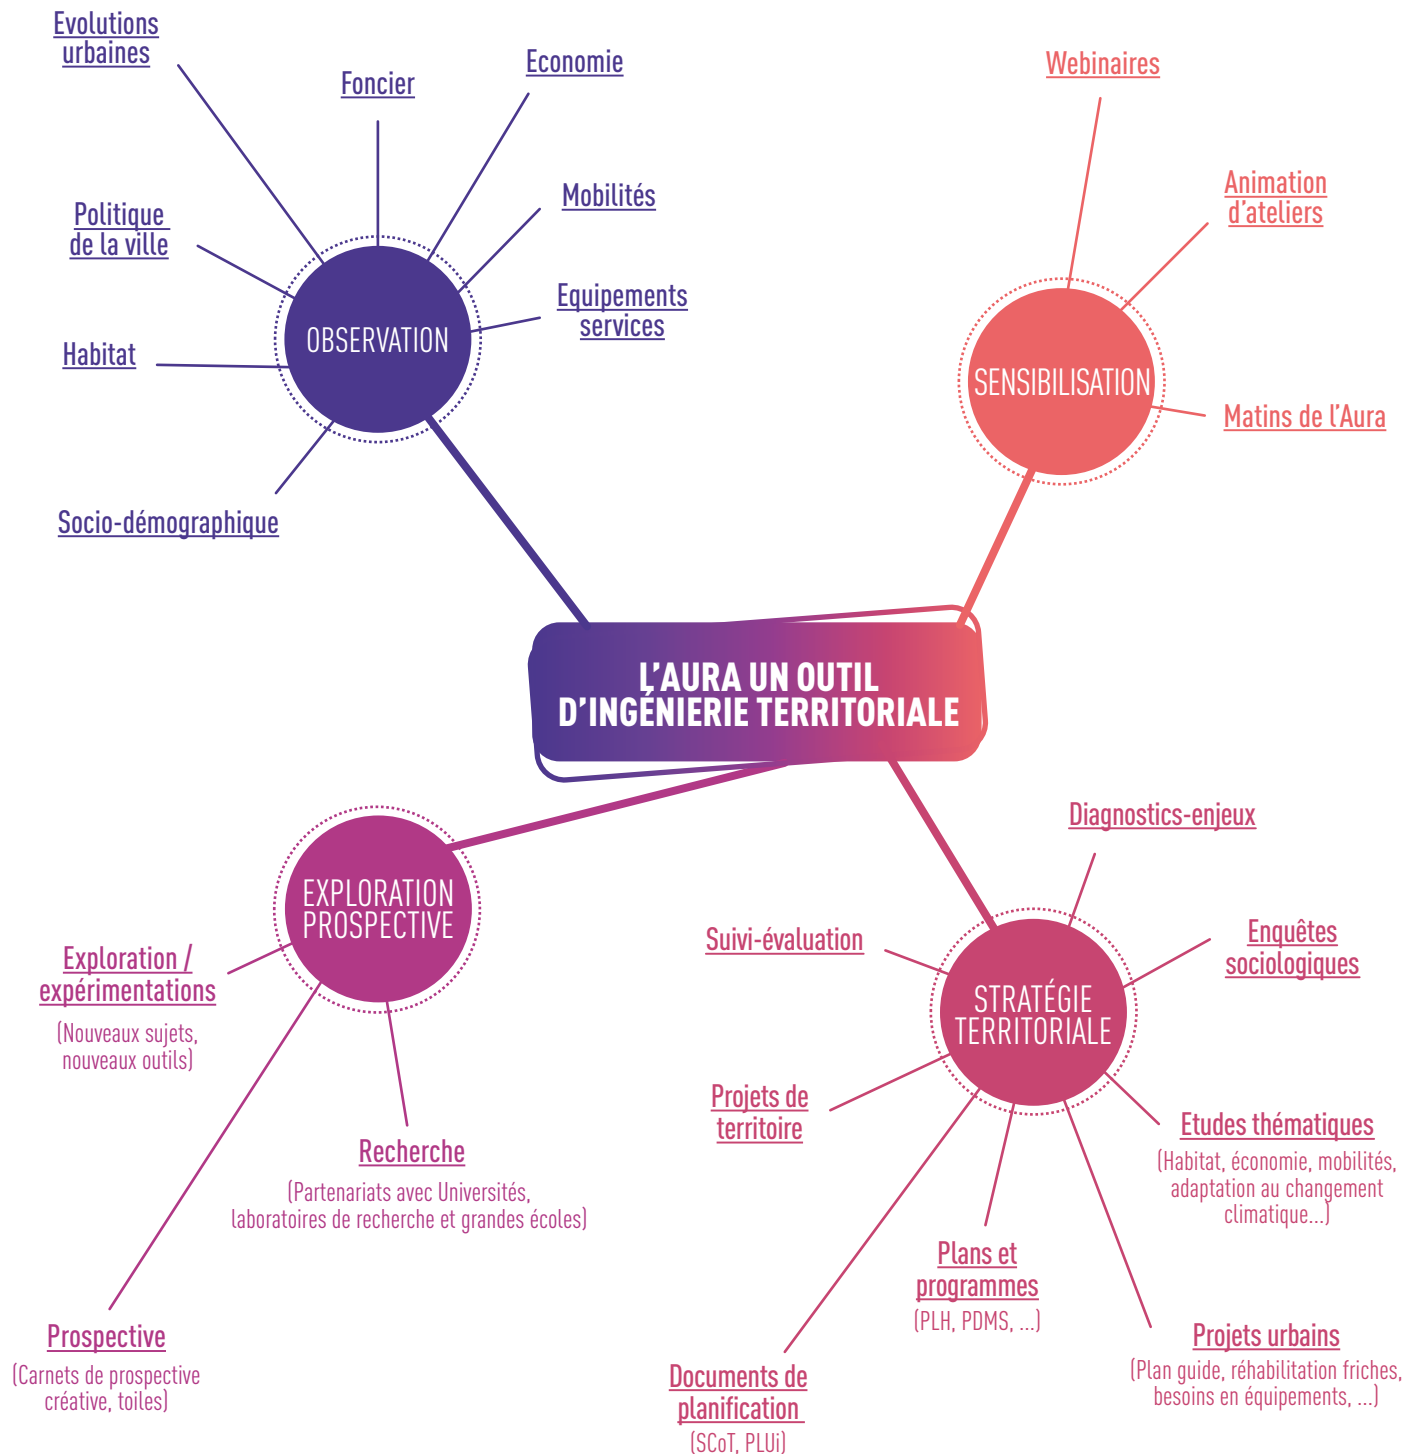 Evolutions
urbaines
Foncier
Economie
Mobilités
Politique
de la ville
Equipements
services
Habitat
OBSERVATION
Socio-démographique
Webinaires
Animation
d'ateliers
SENSIBILISATION
Matins de l'Aura
L'AURA UN OUTIL
D'INGÉNIERIE TERRITORIALE
EXPLORATION
PROSPECTIVE
Exploration /
expérimentations
(Nouveaux sujets,
nouveaux outils)
Recherche
(Partenariats avec Universités,
laboratoires de recherche et grandes écoles)
Prospective
(Carnets de prospective
créative, toiles)
Diagnostics-enjeux
Suivi-évaluation
Enquêtes
sociologiques
STRATÉGIE
TERRITORIALE
Projets de
territoire
Etudes thématiques
(Habitat, économie, mobilités,
adaptation au changement
climatique...)
Plans et
programmes
(PLH, PDMS, ...)
Projets urbains
(Plan guide, réhabilitation friches,
besoins en équipements, ...)
Documents de
planification
(SCoT, PLUi)